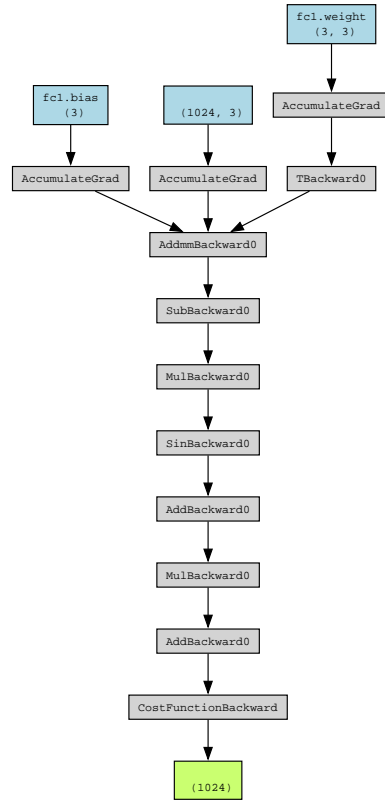 fc1.weight
(3, 3)
fc1.bias
(3)
(1024, 3)
AccumulateGrad
AccumulateGrad
AccumulateGrad
TBackward0
AddmmBackward0
SubBackward0
MulBackward0
SinBackward0
AddBackward0
MulBackward0
AddBackward0
CostFunctionBackward
(1024)